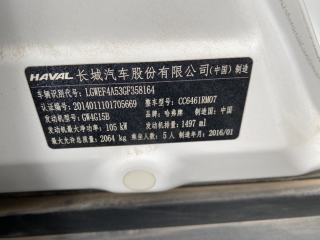 HAVAL 长城汽车股份有限公司(中国)制造
车辆识别代号: LGWEF4A53GF358164
认证编号: 2014011101705669 整车型号: CC6461RM07
发动机型号: GW4G15B 品牌: 哈弗牌 制造国: 中国
发动机最大净功率: 105 kW 发动机排量: 1497 ml
最大允许总质量: 2064 kg 乘坐人数: 5 人 制造年月: 2016/01